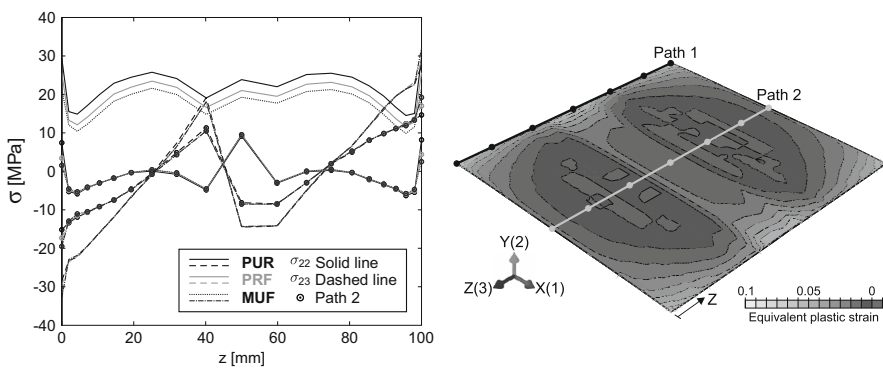 40
30
20
10
0
-10
-20
-30
-40
σ [MPa]
0 20 40 60 80 100
z [mm]
PUR σ22 Solid line
PRF σ23 Dashed line
MUF Path 2
Path 1
Path 2
Y(2)
Z(3) X(1)
Z
0.1 0.05 0
Equivalent plastic strain